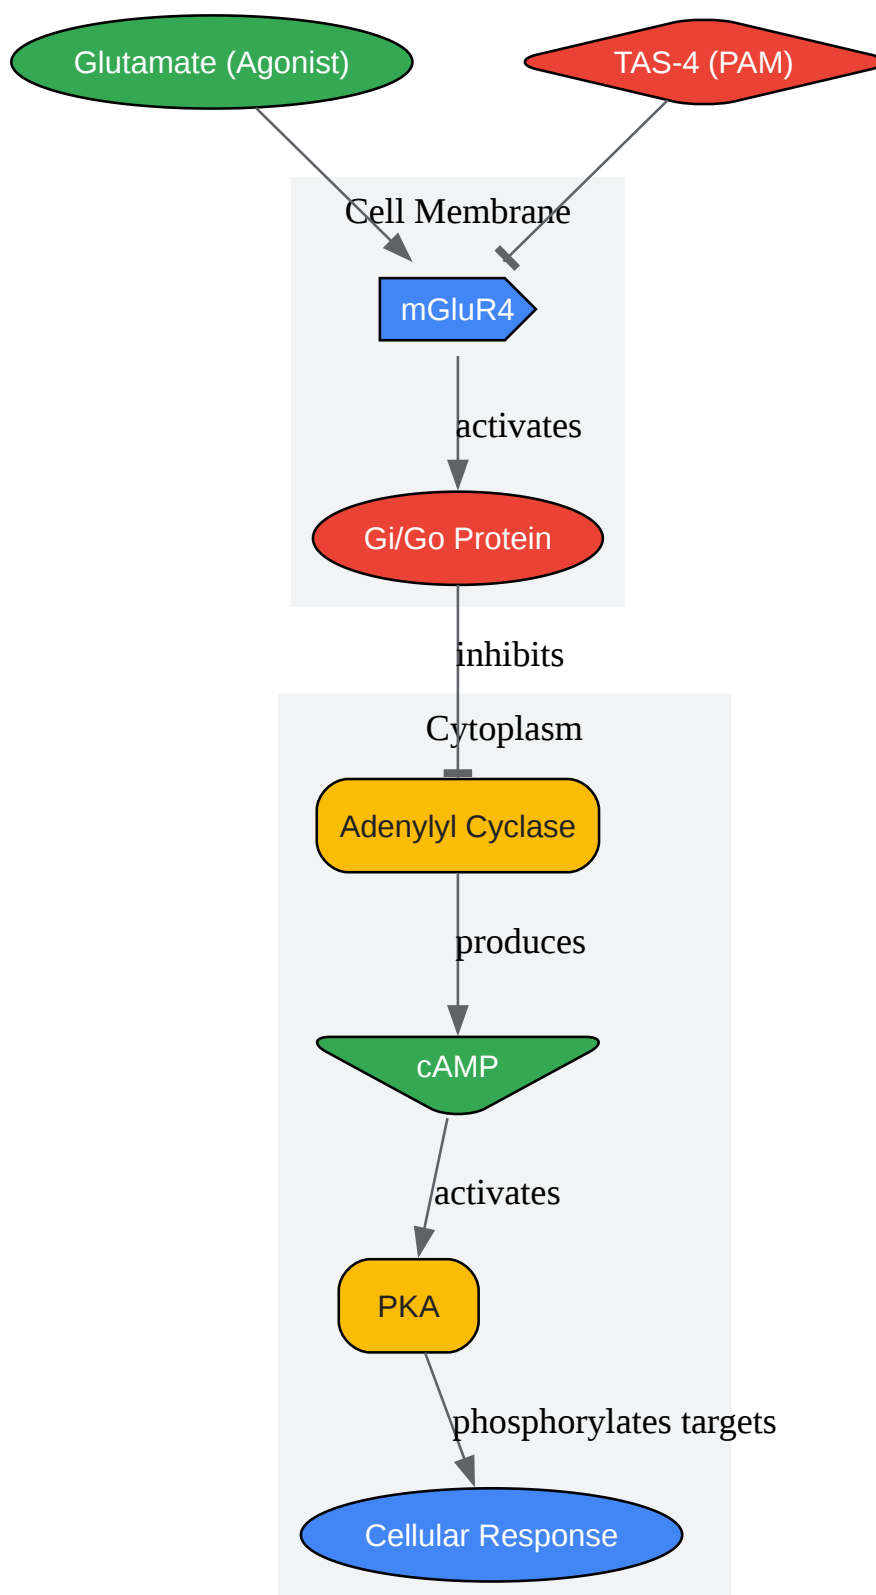 Glutamate (Agonist)
TAS-4 (PAM)
Cell Membrane
mGluR4
activates
Gi/Go Protein
inhibits
Cytoplasm
Adenylyl Cyclase
produces
cAMP
activates
PKA
phosphorylates targets
Cellular Response